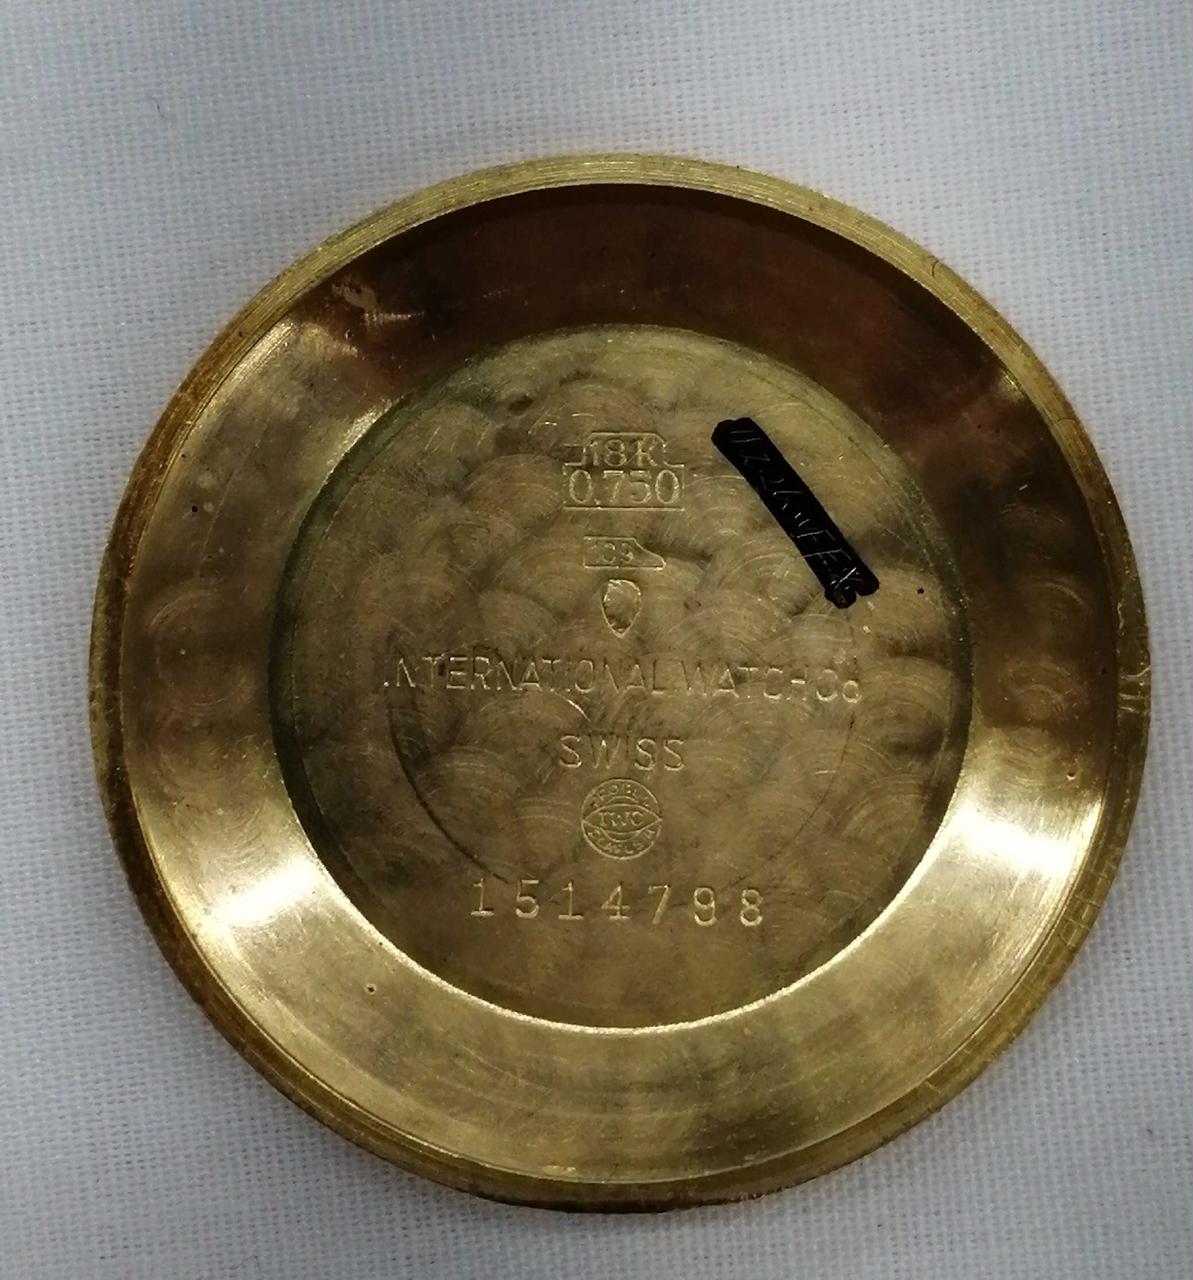 18K
0,750
INTERNATIONAL WATCH Co
SWISS
IWC
1514798